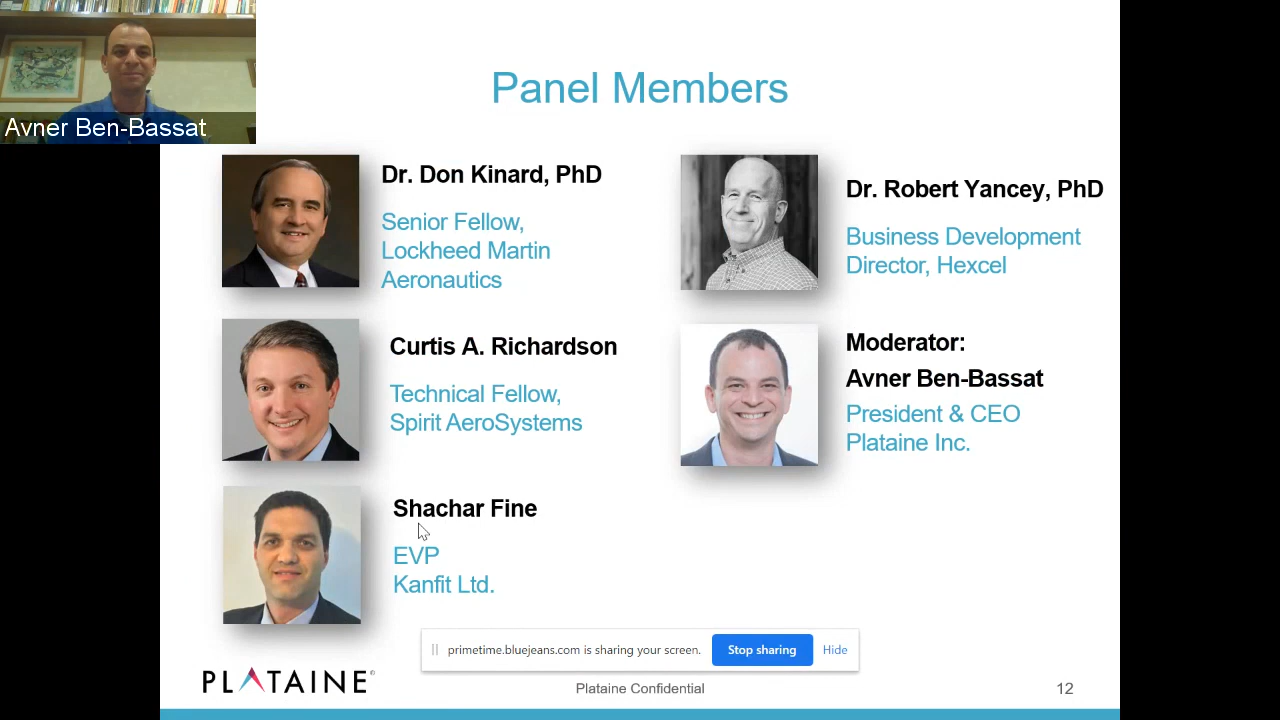 Panel Members
Avner Ben-Bassat
Dr. Don Kinard, PhD
Senior Fellow,
Lockheed Martin
Aeronautics
Dr. Robert Yancey, PhD
Business Development
Director, Hexcel
Curtis A. Richardson
Technical Fellow,
Spirit AeroSystems
Moderator:
Avner Ben-Bassat
President & CEO
Plataine Inc.
Shachar Fine
EVP
Kanfit Ltd.
primetime.bluejeans.com is sharing your screen.
Stop sharing
Hide
PLATAINE
Plataine Confidential
12